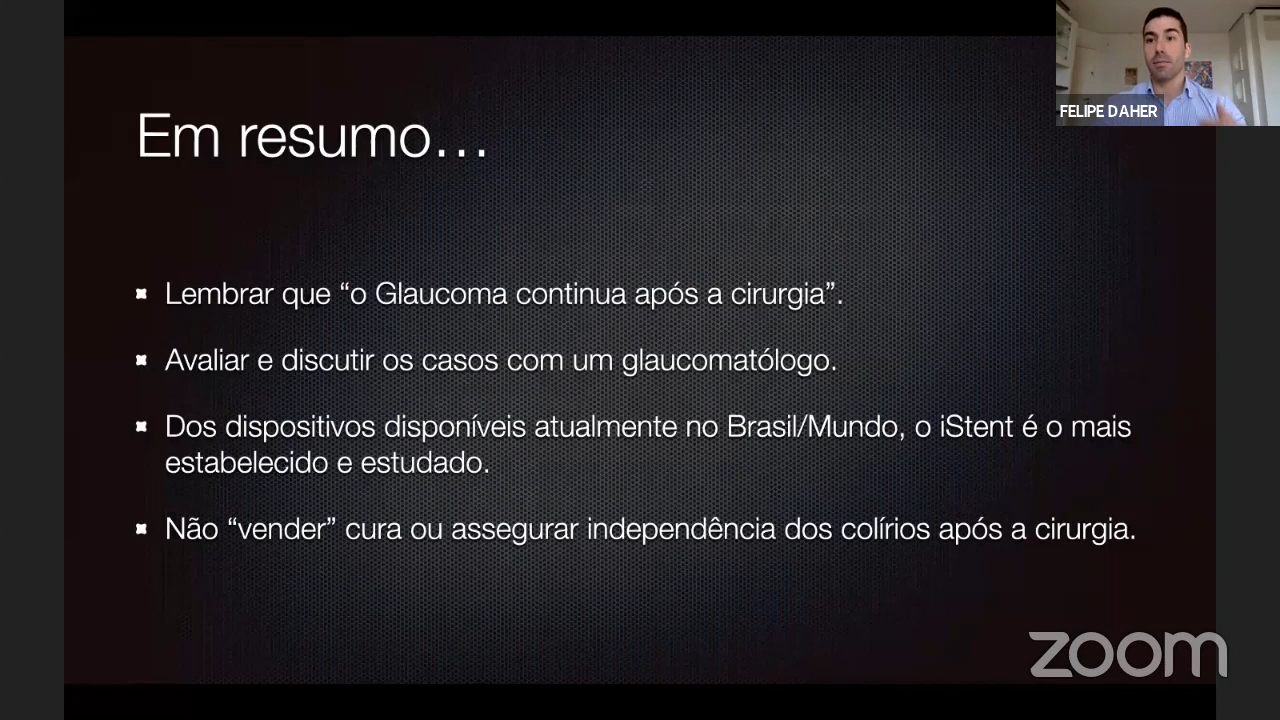 FELIPE DAHER
Em resumo…
Lembrar que “o Glaucoma continua após a cirurgia”.
Avaliar e discutir os casos com um glaucomatólogo.
Dos dispositivos disponíveis atualmente no Brasil/Mundo, o iStent é o mais
estabelecido e estudado.
Não “vender” cura ou assegurar independência dos colírios após a cirurgia.
zoom